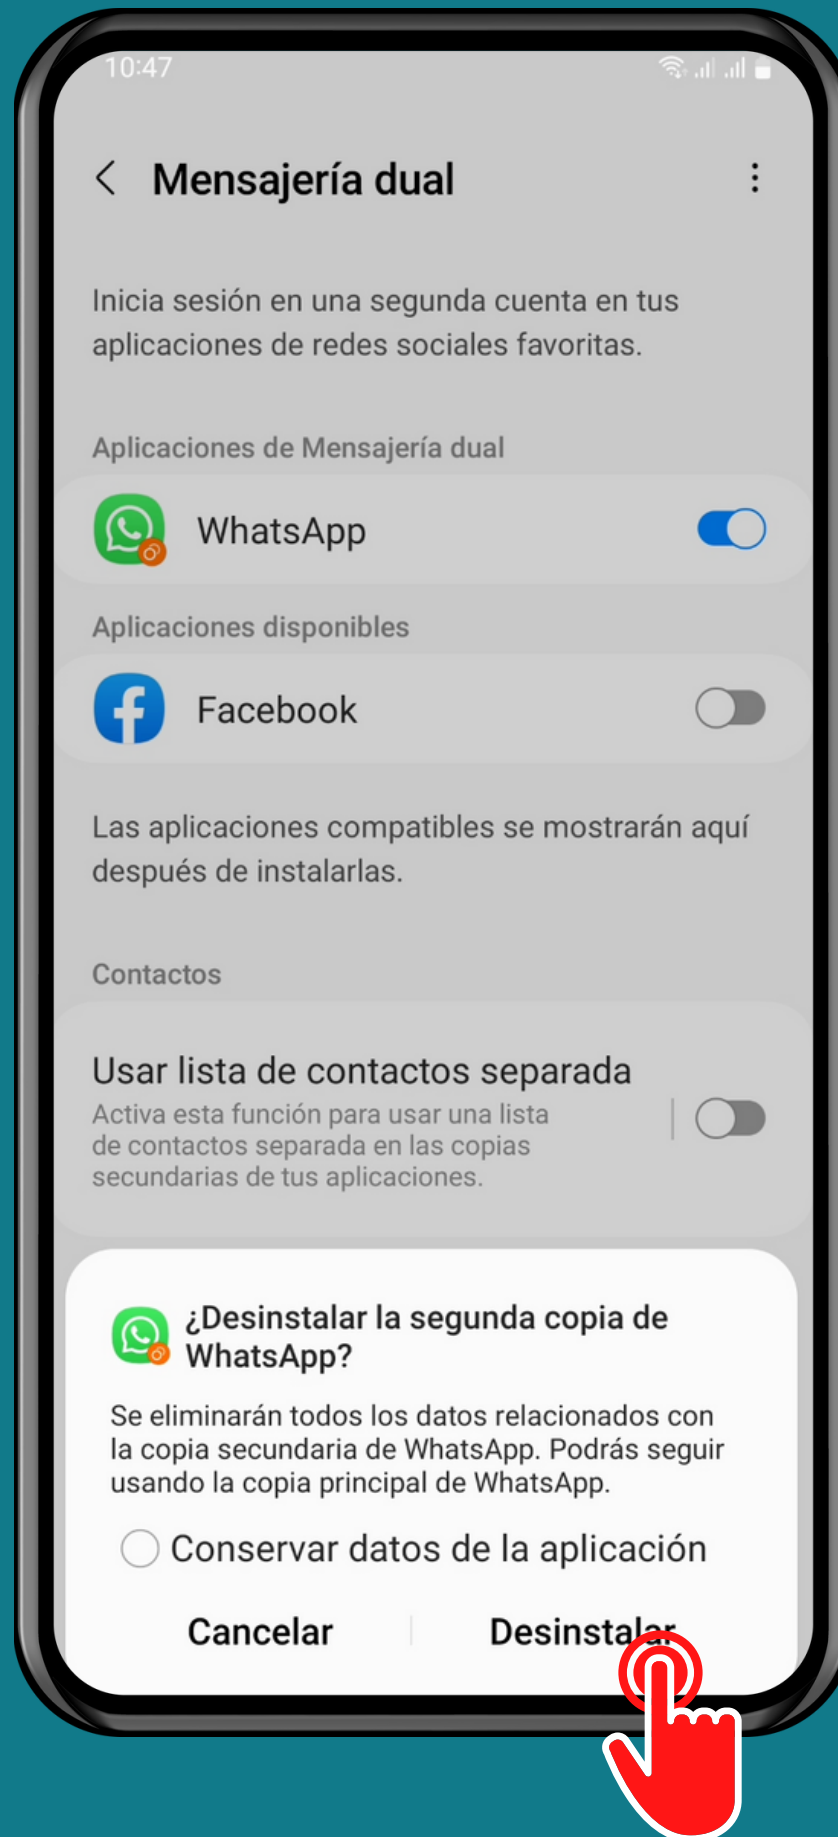 10:47
Mensajería dual
Inicia sesión en una segunda cuenta en tus
aplicaciones de redes sociales favoritas.
Aplicaciones de Mensajería dual
WhatsApp
Aplicaciones disponibles
Facebook
Las aplicaciones compatibles se mostrarán aquí
después de instalarlas.
Contactos
Usar lista de contactos separada
Activa esta función para usar una lista
de contactos separada en las copias
secundarias de tus aplicaciones.
¿Desinstalar la segunda copia de
WhatsApp?
Se eliminarán todos los datos relacionados con
la copia secundaria de WhatsApp. Podrás seguir
usando la copia principal de WhatsApp.
Conservar datos de la aplicación
Cancelar
Desinstalar